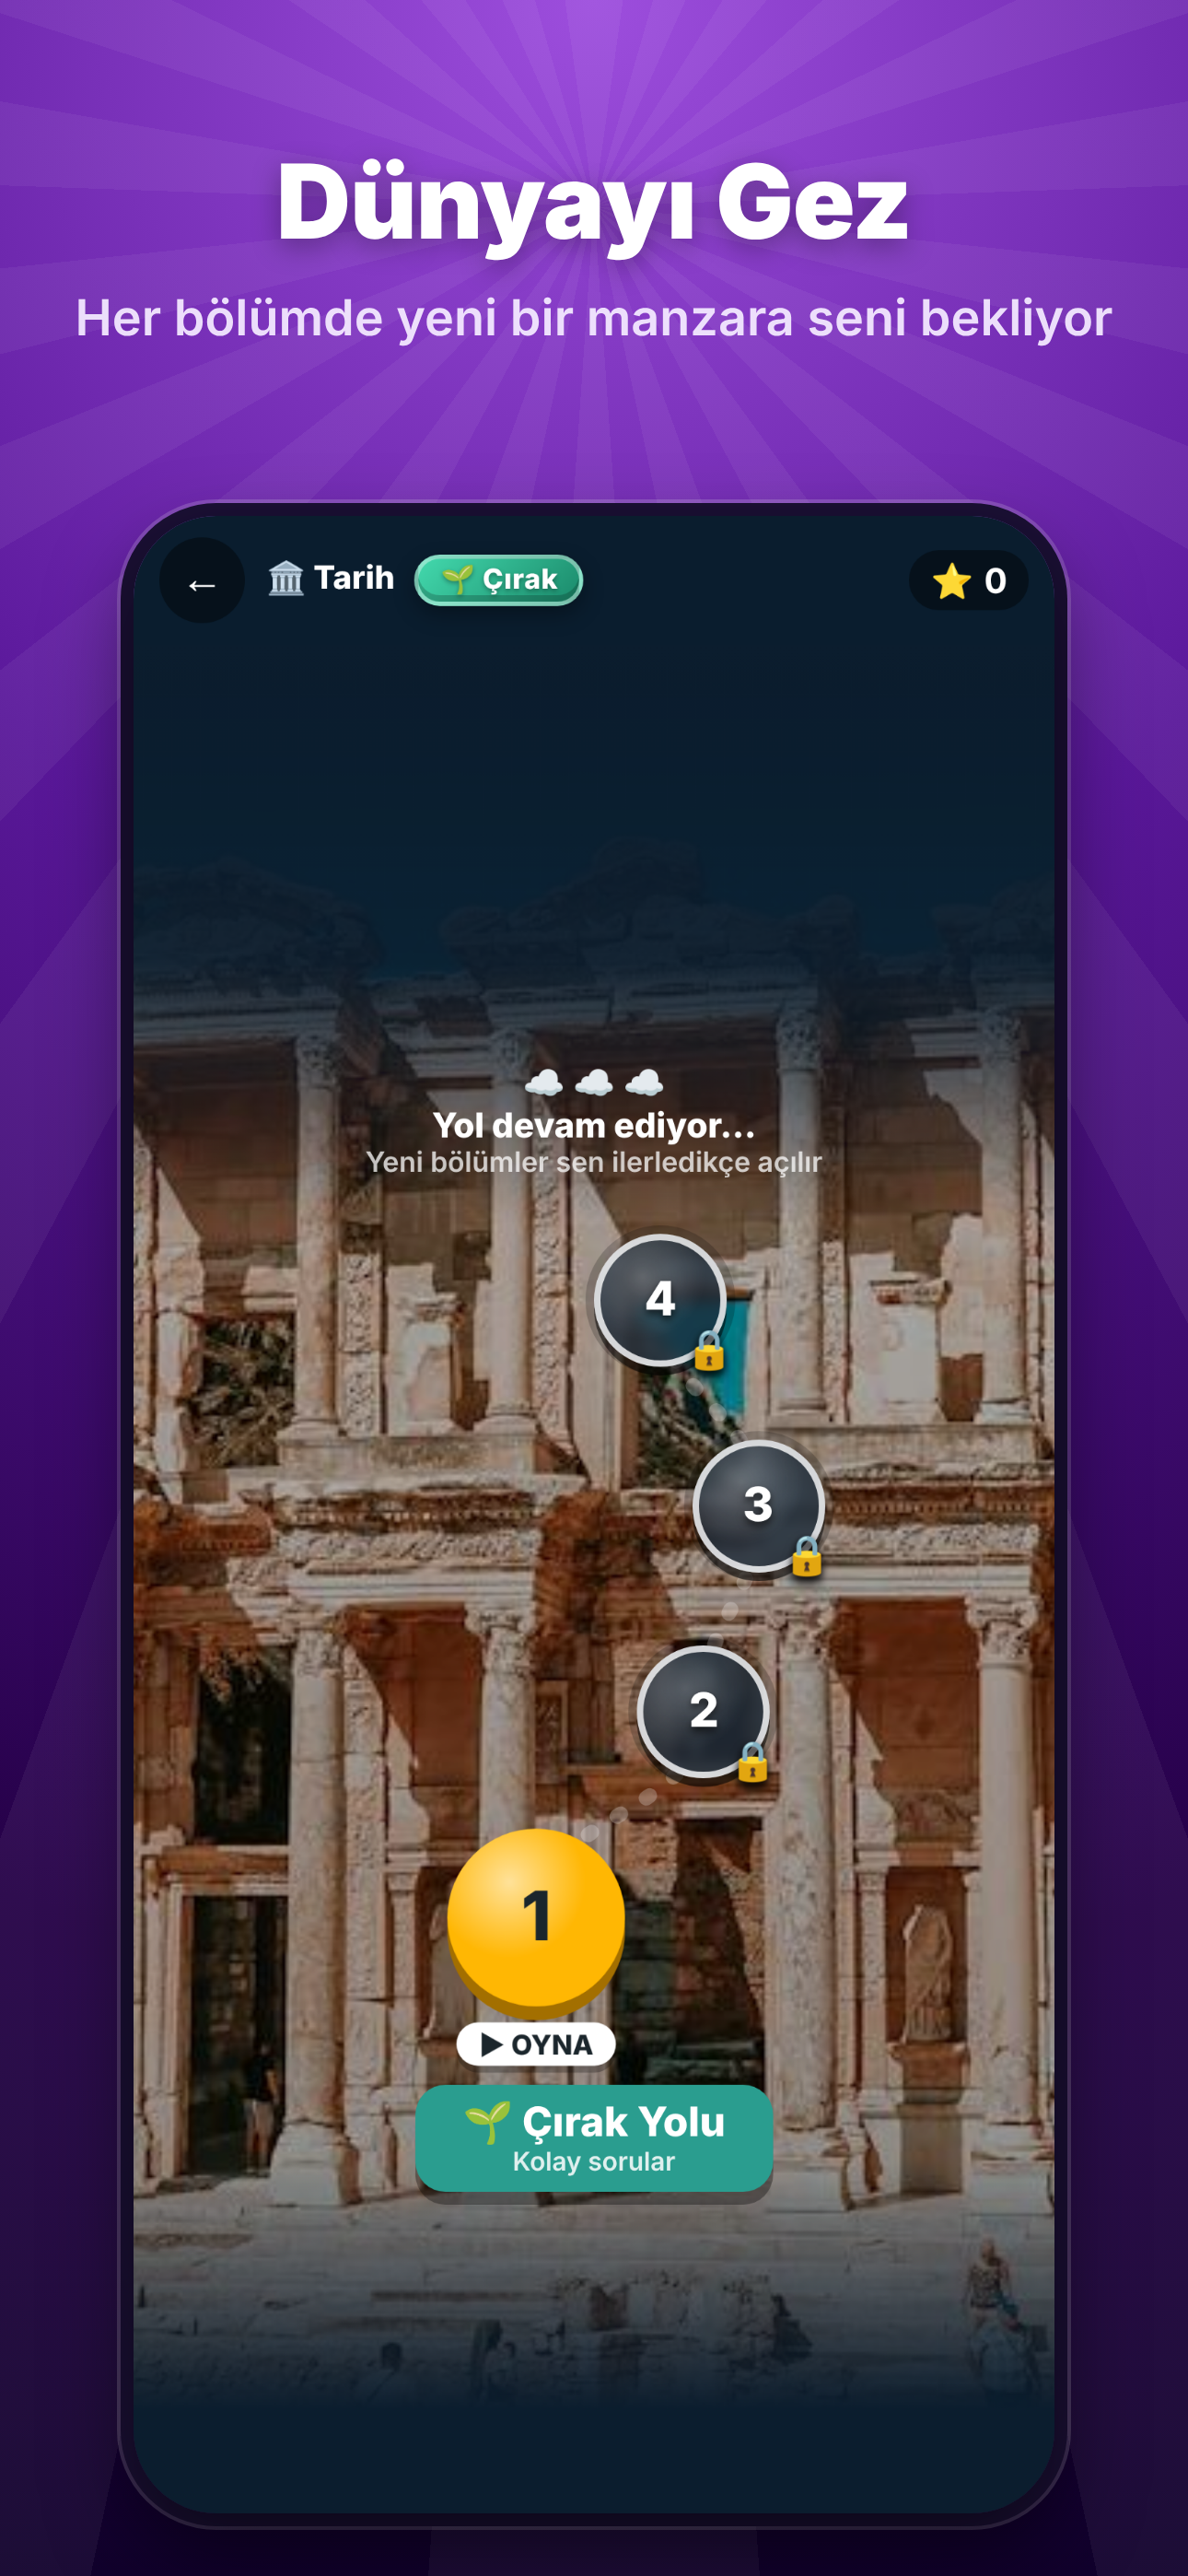 Dünyayı Gez
Her bölümde yeni bir manzara seni bekliyor
← 🏛️ Tarih 🌱 Çırak ⭐ 0
☁️ ☁️ ☁️
Yol devam ediyor...
Yeni bölümler sen ilerledikçe açılır
4
3
2
1
▶ OYNA
🌱 Çırak Yolu
Kolay sorular